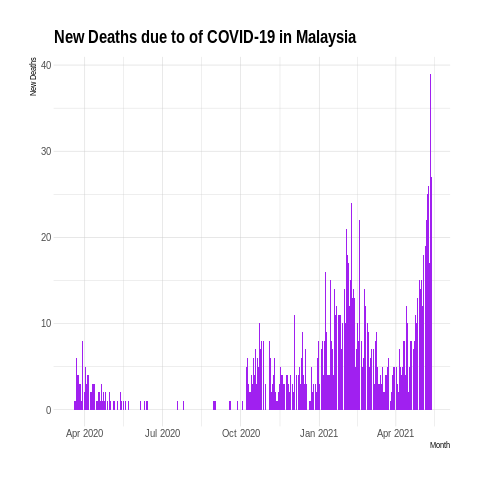 New Deaths due to of COVID-19 in Malaysia
New Deaths
40
30
20
10
0
Apr 2020 Jul 2020 Oct 2020 Jan 2021 Apr 2021
Month